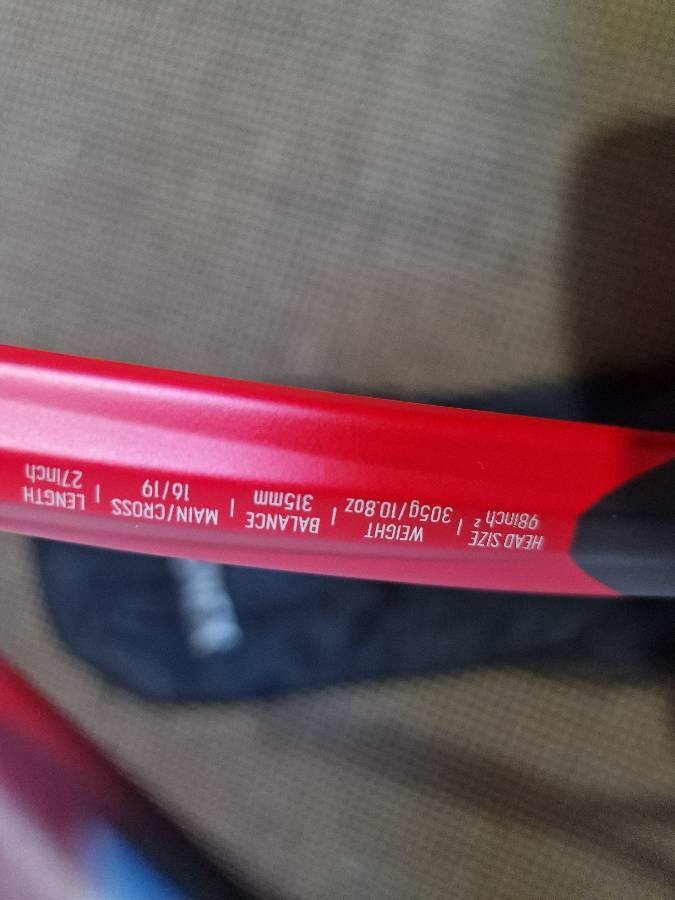 HEAD SIZE | WEIGHT | BALANCE | MAIN/CROSS | LENGTH
98inch² | 305g/10.8oz | 315mm | 16/19 | 27inch